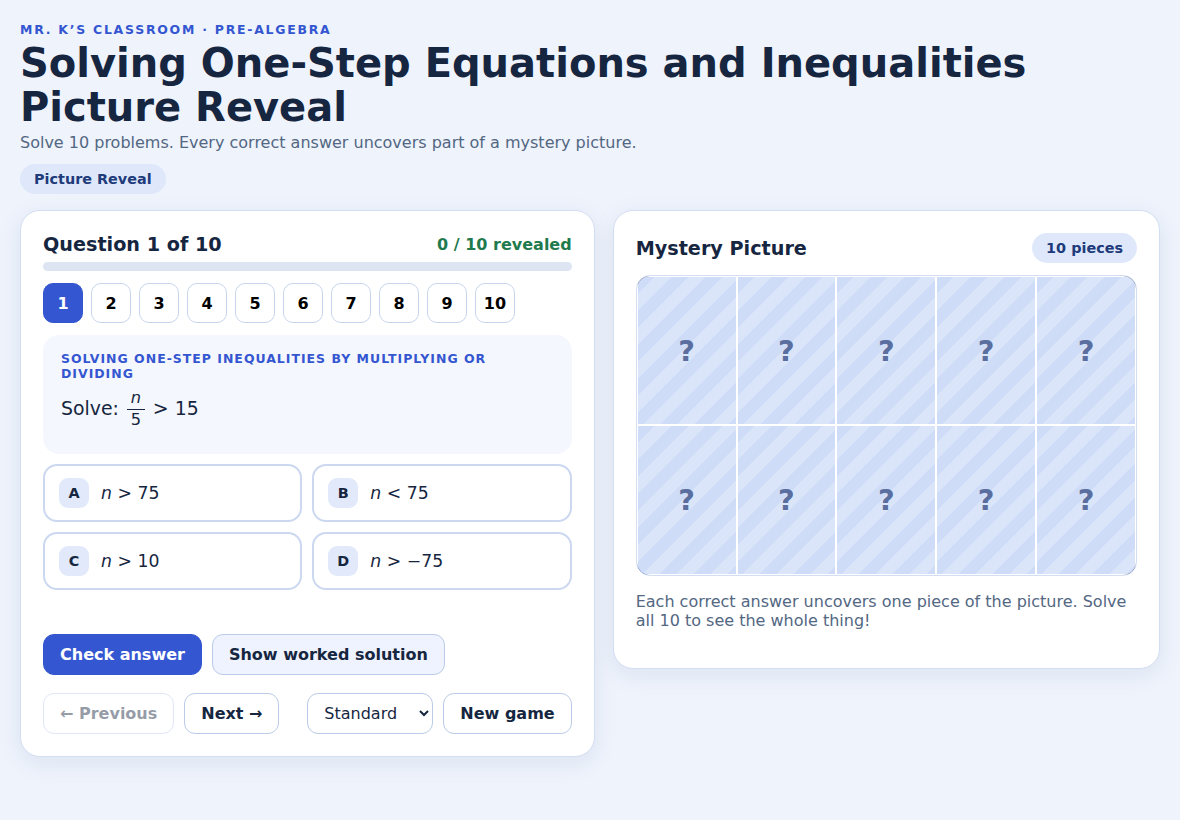 MR. K’S CLASSROOM · PRE-ALGEBRA
Solving One-Step Equations and Inequalities
Picture Reveal
Solve 10 problems. Every correct answer uncovers part of a mystery picture.
Picture Reveal
Question 1 of 10
0 / 10 revealed
1 2 3 4 5 6 7 8 9 10
SOLVING ONE-STEP INEQUALITIES BY MULTIPLYING OR
DIVIDING
Solve: n/5 > 15
A n > 75
B n < 75
C n > 10
D n > −75
Check answer
Show worked solution
← Previous
Next →
Standard
New game
Mystery Picture
10 pieces
? ? ? ? ?
? ? ? ? ?
Each correct answer uncovers one piece of the picture. Solve
all 10 to see the whole thing!